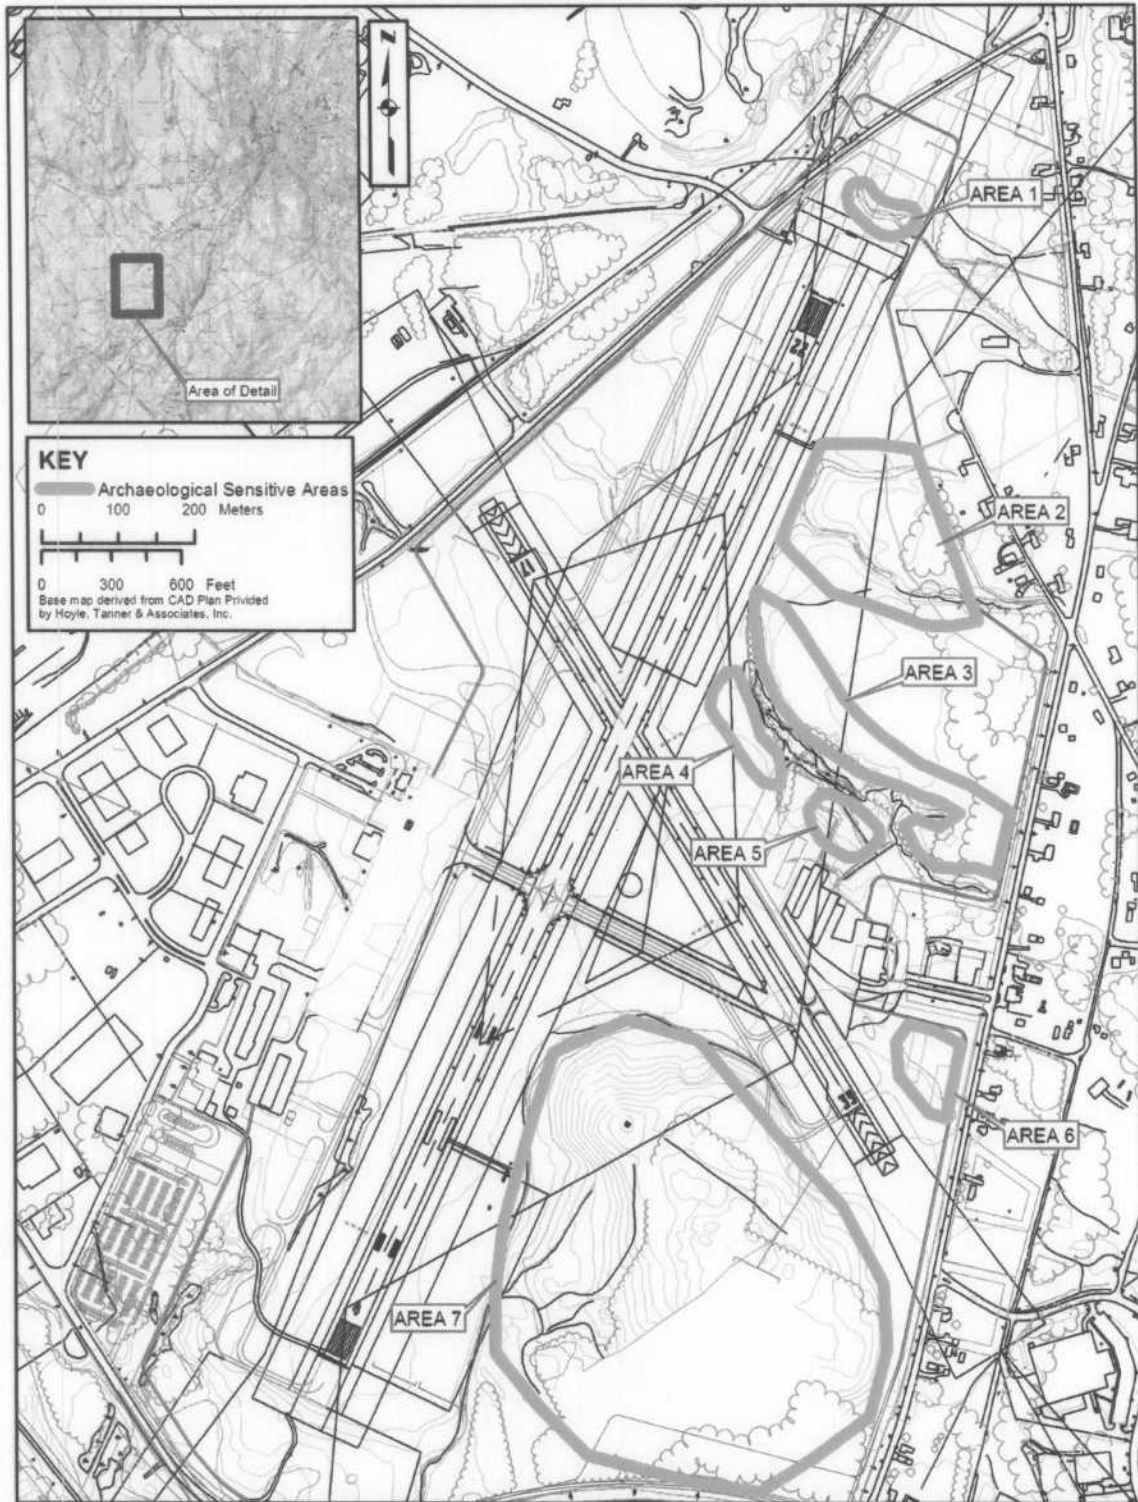 N
Area of Detail
KEY
Archaeological Sensitive Areas
0 100 200 Meters
0 300 600 Feet
Base map derived from CAD Plan Privided
by Hoyle, Tanner & Associates, Inc.
AREA 1
22
AREA 2
14
AREA 3
AREA 4
AREA 5
AREA 6
AREA 7